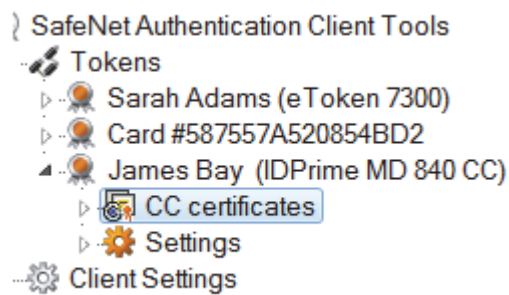 SafeNet Authentication Client Tools
Tokens
Sarah Adams (eToken 7300)
Card #587557A520854BD2
James Bay (IDPrime MD 840 CC)
CC certificates
Settings
Client Settings